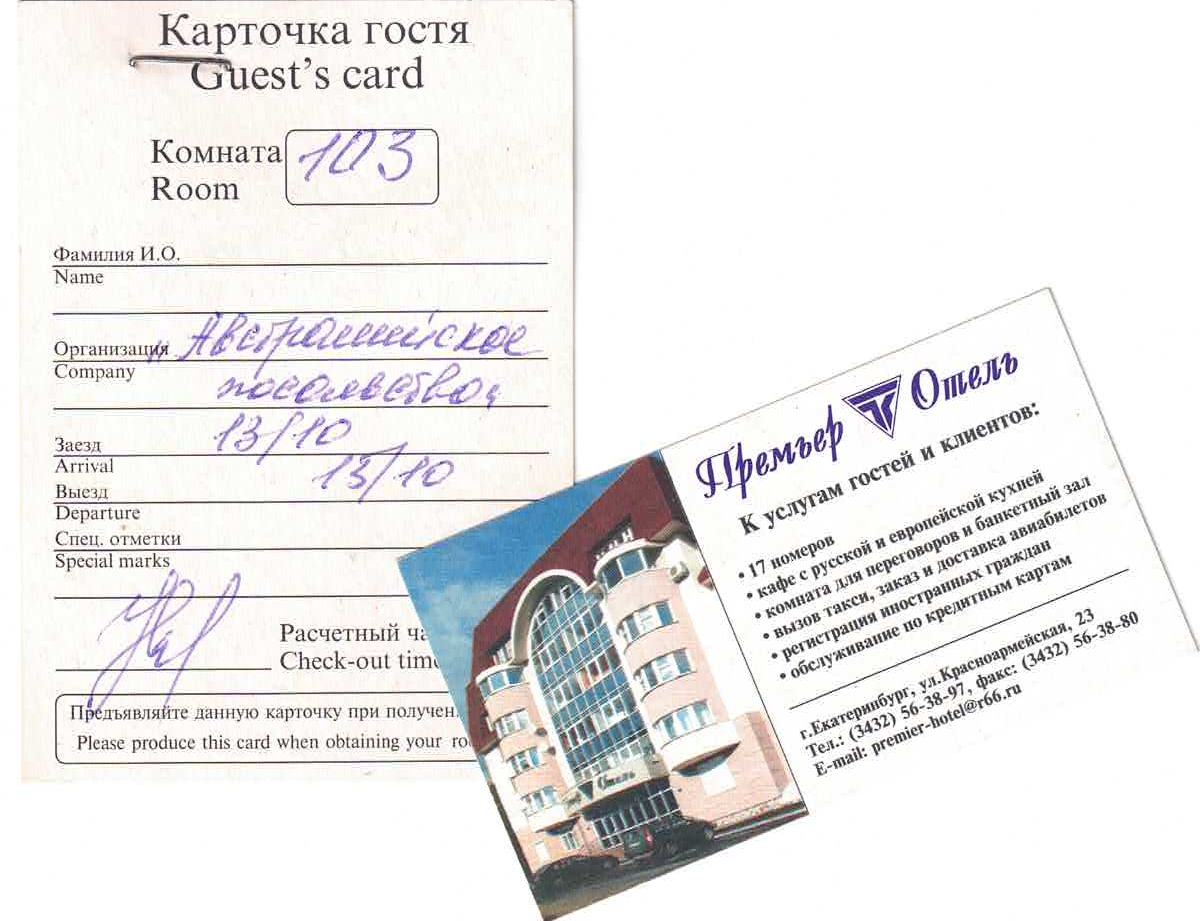 Карточка гостя
Guest's card
Комната 103
Room
Фамилия И.О.
Name
Организация "Австралийское
Company
посольство"
Заезд 13/10
Arrival
Выезд 13/10
Departure
Спец. отметки
Special marks
Расчетный ча
Check-out time
Предъявляйте данную карточку при получен
Please produce this card when obtaining your ro
Премьер Отель
К услугам гостей и клиентов:
• 17 номеров
• кафе с русской и европейской кухней
• комната для переговоров и банкетный зал
• вызов такси, заказ и доставка авиабилетов
• регистрация иностранных граждан
• обслуживание по кредитным картам
г.Екатеринбург, ул.Красноармейская, 23
Тел.: (3432) 56-38-97, факс: (3432) 56-38-80
E-mail: premier-hotel@r66.ru
Отель